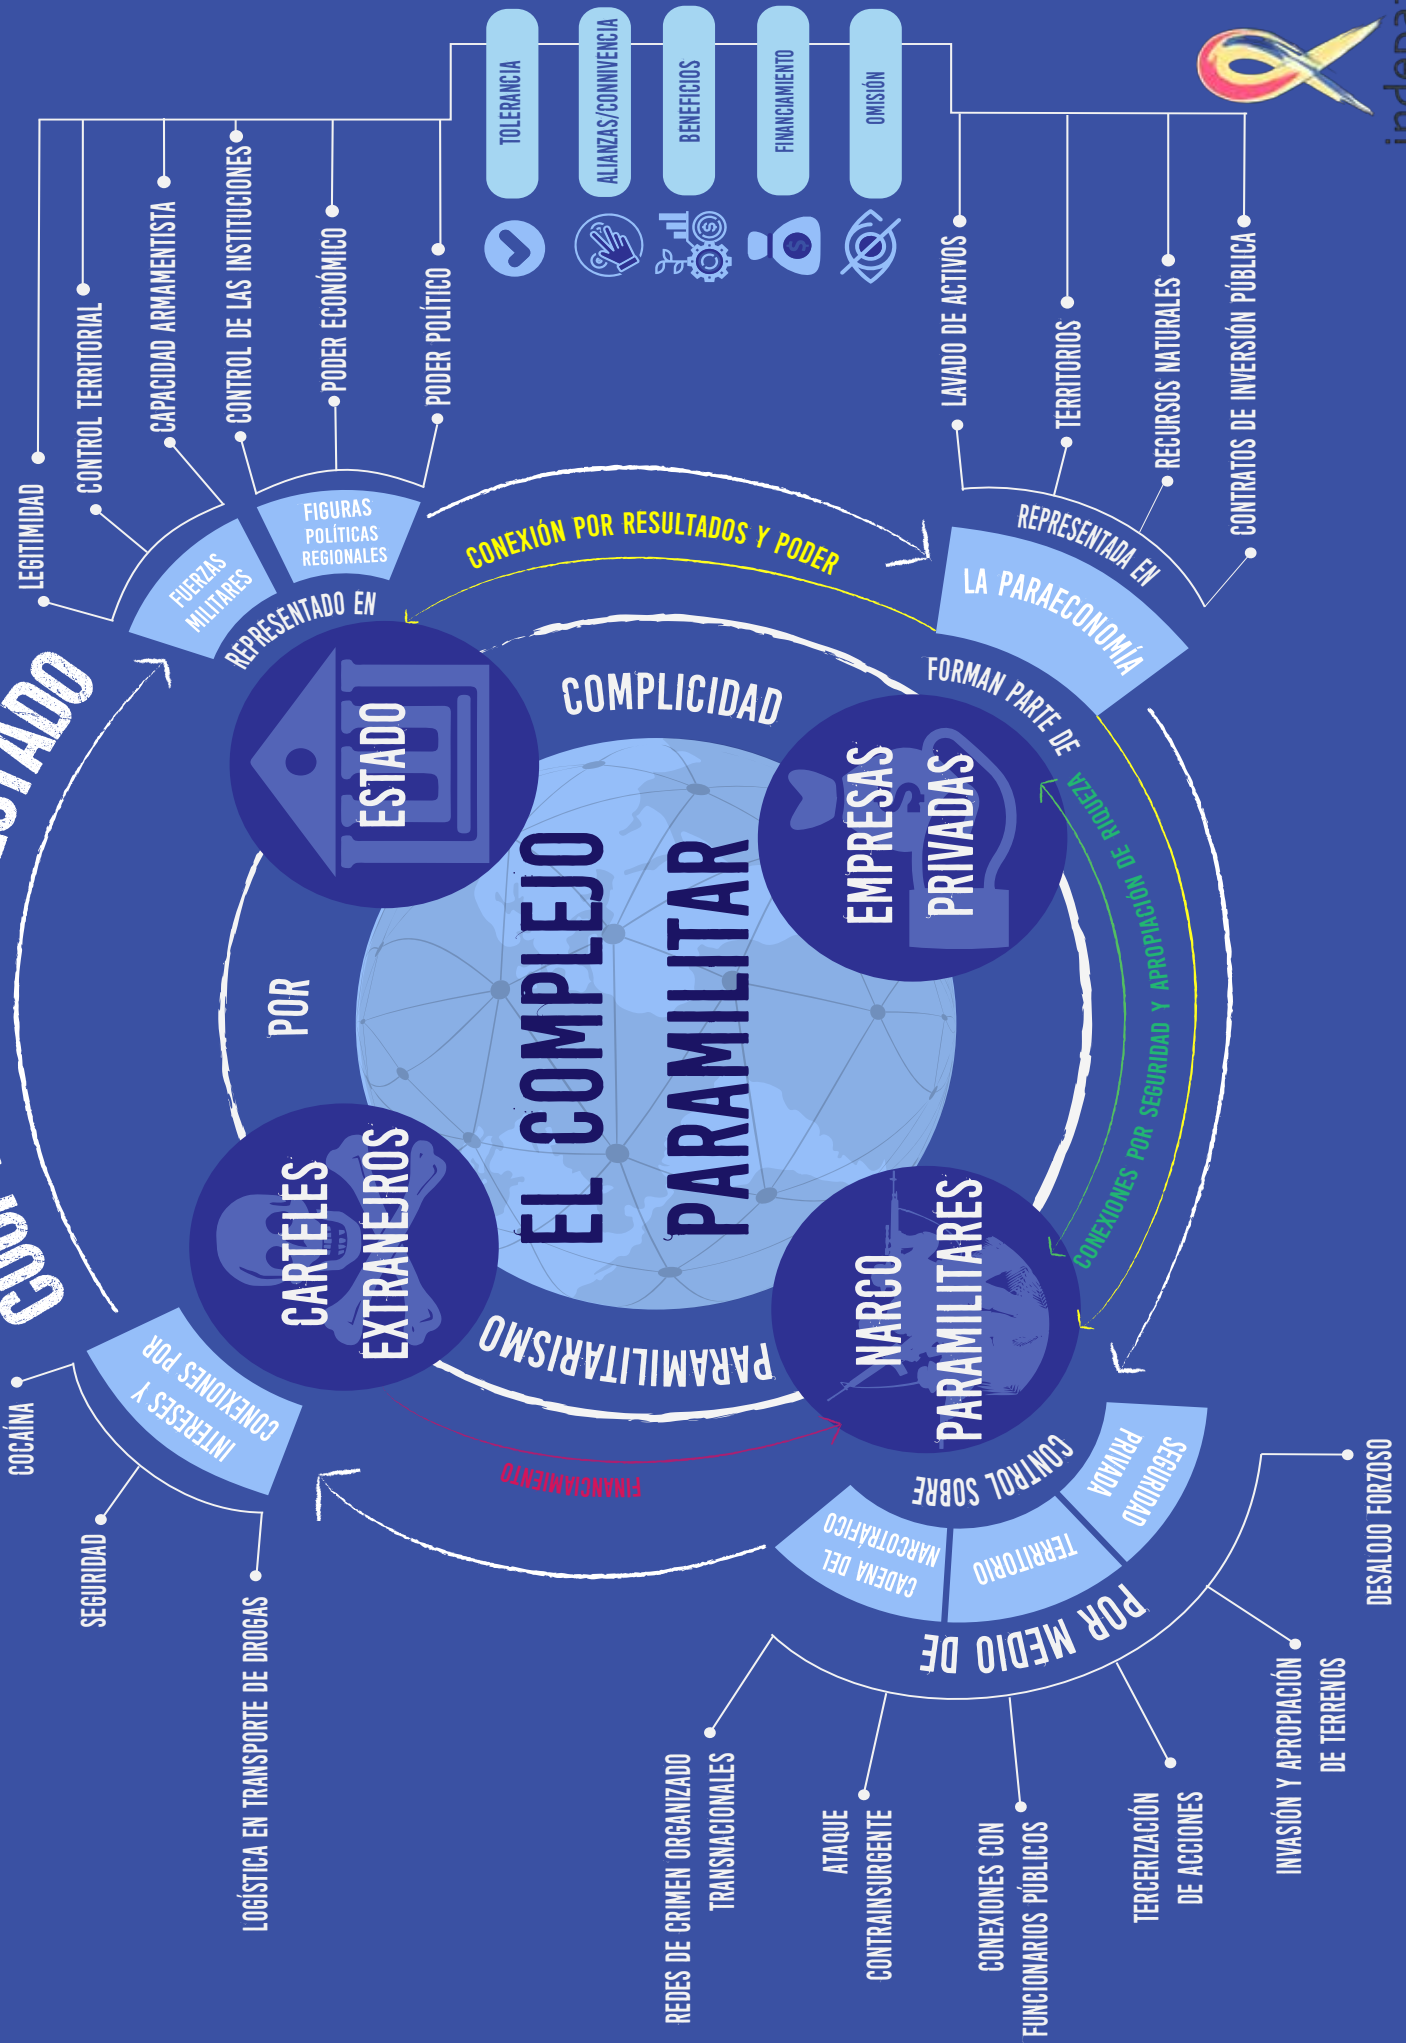 COCAÍNA
SEGURIDAD
LOGÍSTICA EN TRANSPORTE DE DROGAS
INTERESES Y
CONEXIONES POR
LEGITIMIDAD
CONTROL TERRITORIAL
CAPACIDAD ARMAMENTISTA
CONTROL DE LAS INSTITUCIONES
PODER ECONÓMICO
PODER POLÍTICO
FUERZAS
MILITARES
FIGURAS
POLÍTICAS
REGIONALES
REPRESENTADO EN
CARTELES
EXTRANEJROS
POR
ESTADO
TOLERANCIA
ALIANZAS/CONNIVENCIA
BENEFICIOS
FINANCIAMIENTO
OMISIÓN
FINANCIAMIENTO
PARAMILITARISMO
EL COMPLEJO
PARAMILITAR
COMPLICIDAD
CONEXIÓN POR RESULTADOS Y PODER
NARCO
PARAMILITARES
EMPRESAS
PRIVADAS
FORMAN PARTE DE
LA PARAECONOMÍA
REPRESENTADA EN
LAVADO DE ACTIVOS
TERRITORIOS
RECURSOS NATURALES
CONTRATOS DE INVERSIÓN PÚBLICA
CONEXIONES POR SEGURIDAD Y APROPIACIÓN DE RIQUEZA
CONTROL SOBRE
CADENA DEL
NARCOTRÁFICO
TERRITORIO
SEGURIDAD
PRIVADA
POR MEDIO DE
REDES DE CRIMEN ORGANIZADO
TRANSNACIONALES
ATAQUE
CONTRAINSURGENTE
CONEXIONES CON
FUNCIONARIOS PÚBLICOS
TERCERIZACIÓN
DE ACCIONES
INVASIÓN Y APROPIACIÓN
DE TERRENOS
DESALOJO FORZOSO